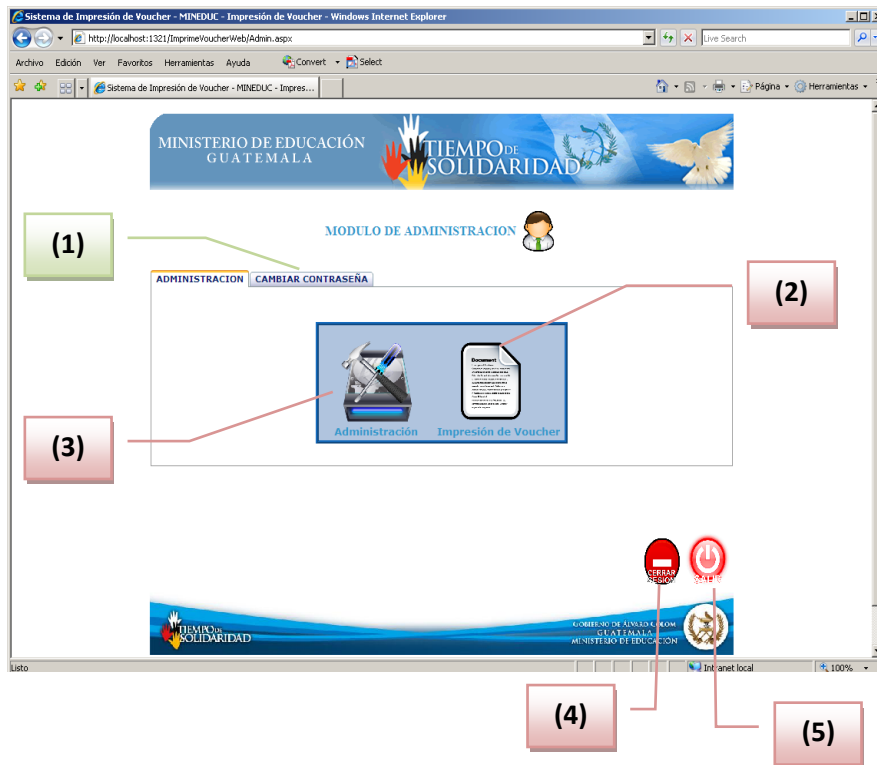 Sistema de Impresión de Voucher - MINEDUC - Impresión de Voucher - Windows Internet Explorer
http://localhost:1321/ImprimeVoucherWeb/Admin.aspx
Live Search
Archivo Edición Ver Favoritos Herramientas Ayuda Convert Select
Sistema de Impresión de Voucher - MINEDUC - Impres...
Página Herramientas
MINISTERIO DE EDUCACIÓN
GUATEMALA
TIEMPO DE
SOLIDARIDAD
(1)
MODULO DE ADMINISTRACION
ADMINISTRACION CAMBIAR CONTRASEÑA
(2)
Document
Administración Impresión de Voucher
(3)
CERRAR
SESION
SALIR
TIEMPO DE
SOLIDARIDAD
GOBIERNO DE ÁLVARO COLOM
GUATEMALA
MINISTERIO DE EDUCACIÓN
Listo Intranet local 100%
(4)
(5)